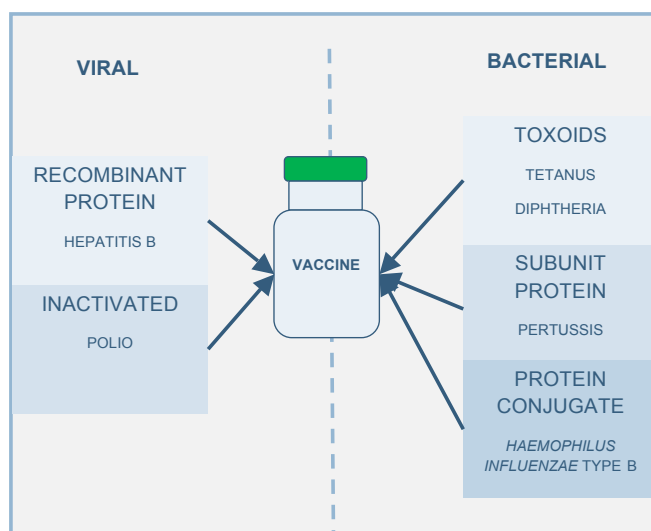 VIRAL
RECOMBINANT
PROTEIN
HEPATITIS B
INACTIVATED
POLIO
VACCINE
BACTERIAL
TOXOIDS
TETANUS
DIPHTHERIA
SUBUNIT
PROTEIN
PERTUSSIS
PROTEIN
CONJUGATE
HAEMOPHILUS
INFLUENZAE TYPE B